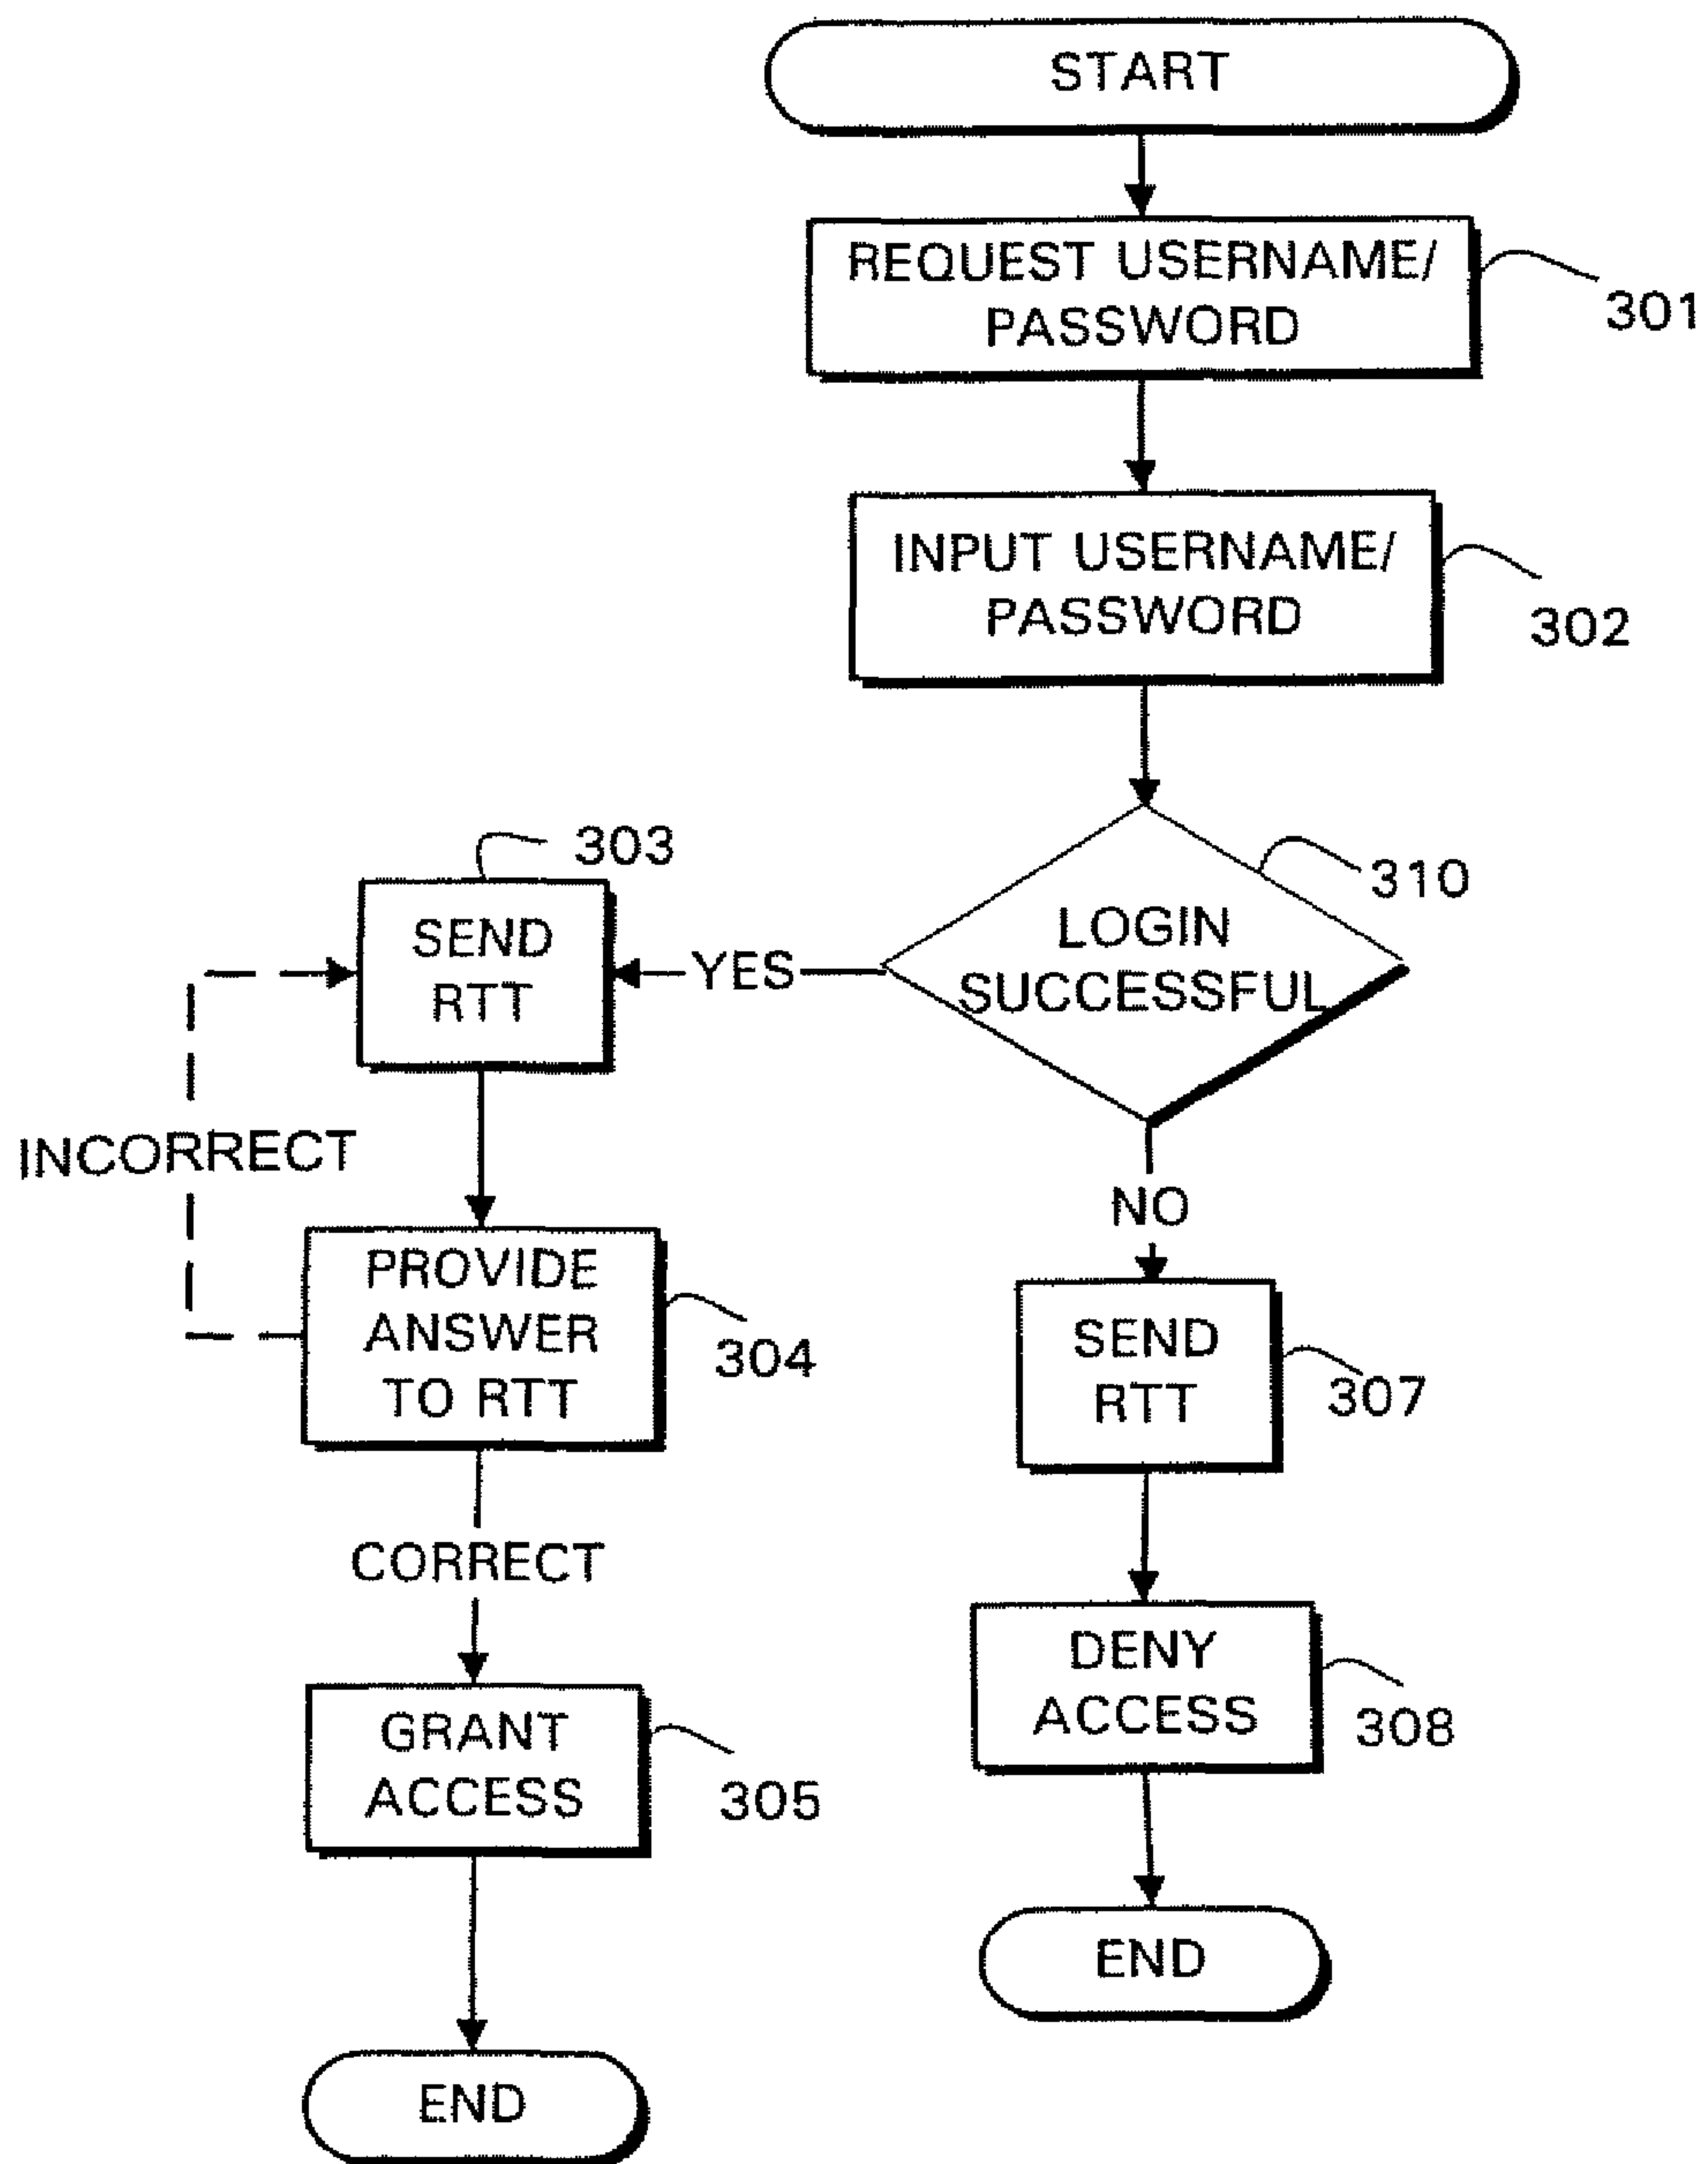 START
REQUEST USERNAME/
PASSWORD
301
INPUT USERNAME/
PASSWORD
302
303
310
SEND
RTT
YES
LOGIN
SUCCESSFUL
INCORRECT
NO
PROVIDE
ANSWER
TO RTT
304
SEND
RTT
307
CORRECT
DENY
ACCESS
308
GRANT
ACCESS
305
END
END